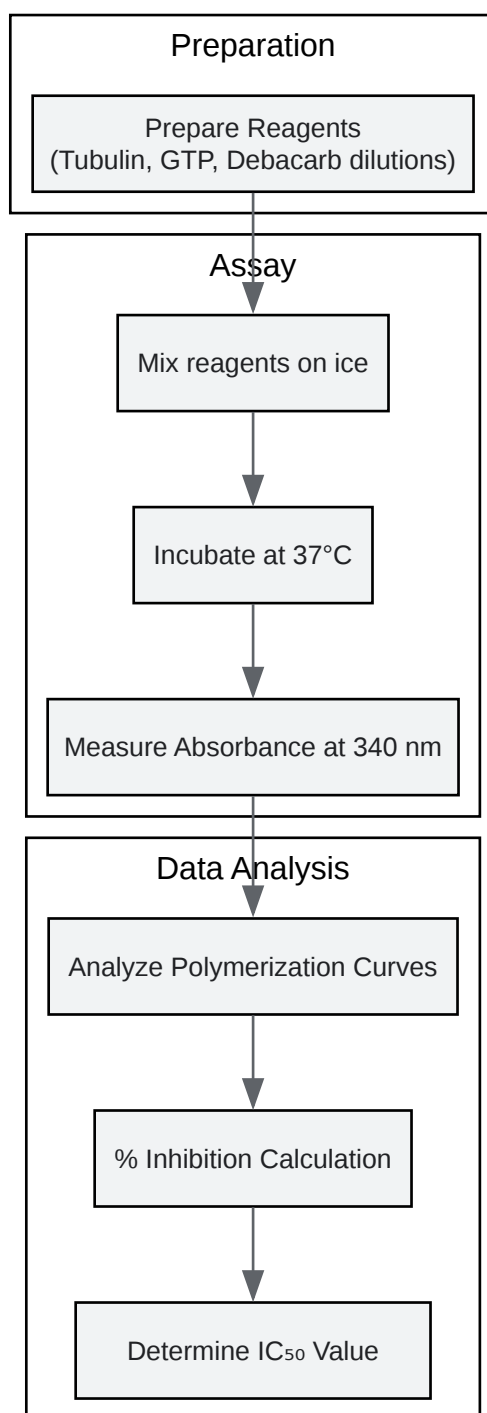 Preparation
Prepare Reagents
(Tubulin, GTP, Debacarb dilutions)
Assay
Mix reagents on ice
Incubate at 37°C
Measure Absorbance at 340 nm
Data Analysis
Analyze Polymerization Curves
% Inhibition Calculation
Determine IC₅₀ Value